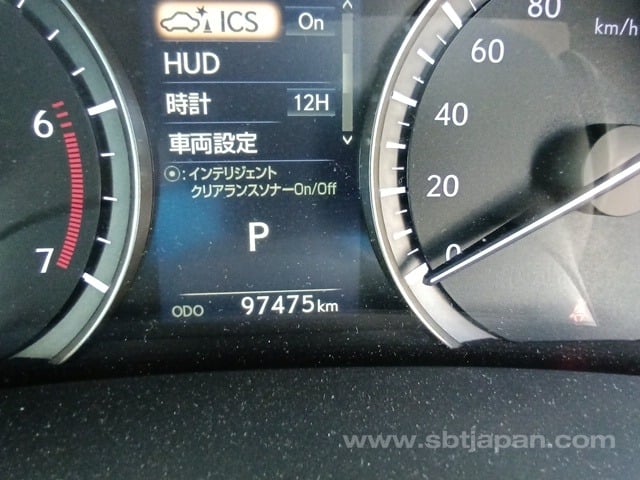 ICS On
HUD
時計 12H
車両設定
⦿:インテリジェント
クリアランスソナーOn/Off
P
ODO 97475km
6
7
80
km/h
60
40
20
0
www.sbtjapan.com